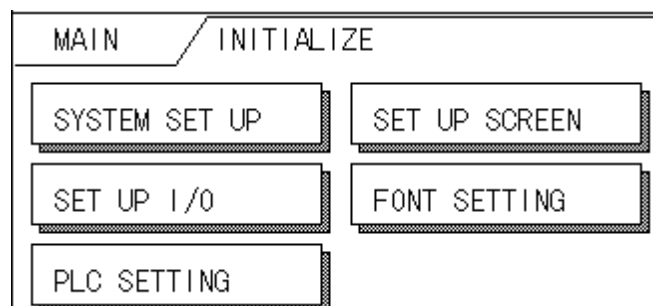 MAIN INITIALIZE
SYSTEM SET UP SET UP SCREEN
SET UP I/O FONT SETTING
PLC SETTING